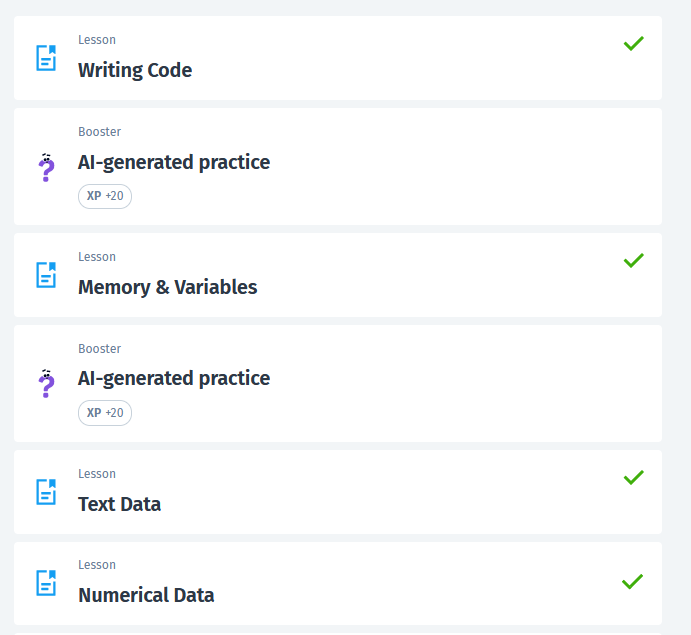 Lesson
Writing Code
Booster
AI-generated practice
XP +20
Lesson
Memory & Variables
Booster
AI-generated practice
XP +20
Lesson
Text Data
Lesson
Numerical Data